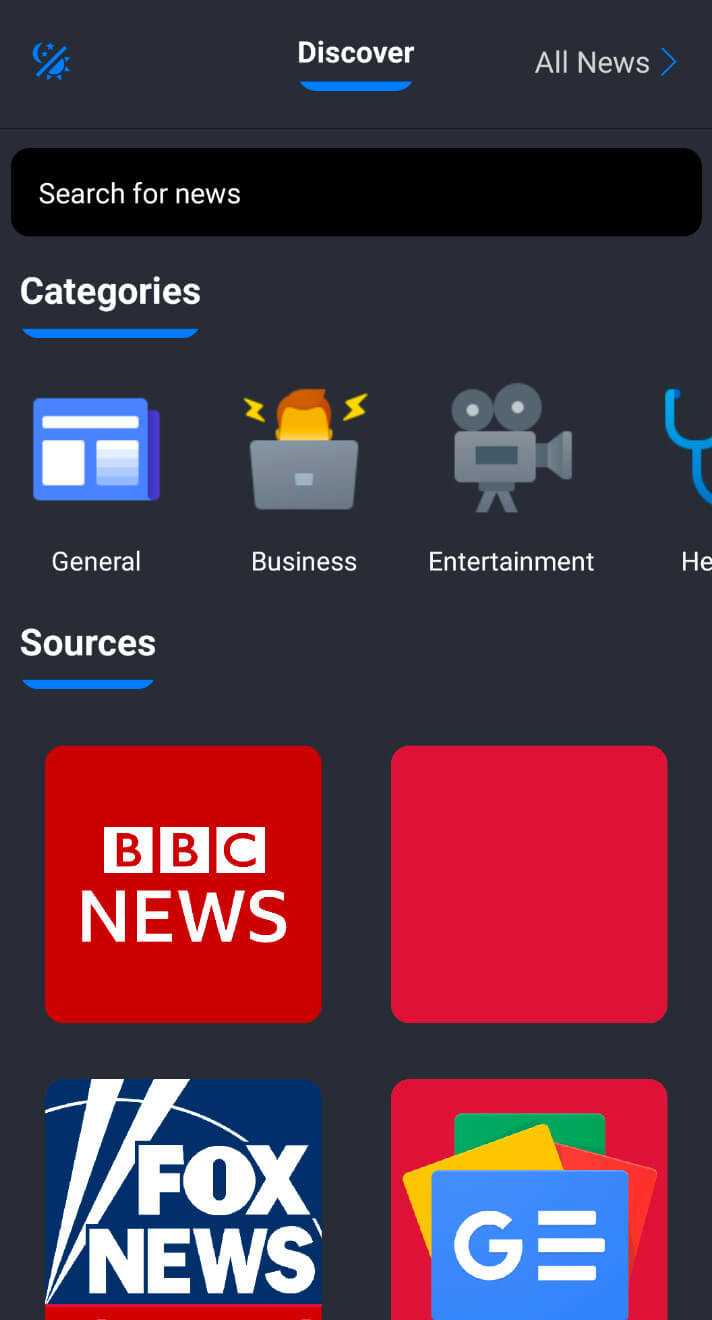 Discover
All News
Search for news
Categories
General
Business
Entertainment
He
Sources
BBC
NEWS
FOX
NEWS
G